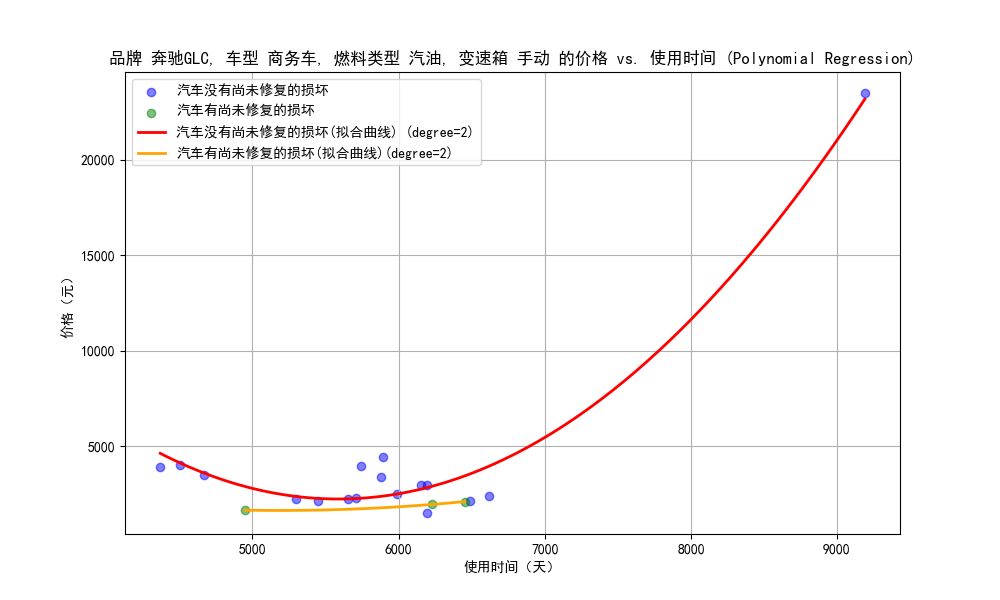 品牌 奔驰GLC, 车型 商务车, 燃料类型 汽油, 变速箱 手动 的价格 vs. 使用时间 (Polynomial Regression)
汽车没有尚未修复的损坏
汽车有尚未修复的损坏
汽车没有尚未修复的损坏(拟合曲线) (degree=2)
汽车有尚未修复的损坏(拟合曲线)(degree=2)
价格（元）
20000
15000
10000
5000
5000 6000 7000 8000 9000
使用时间（天）